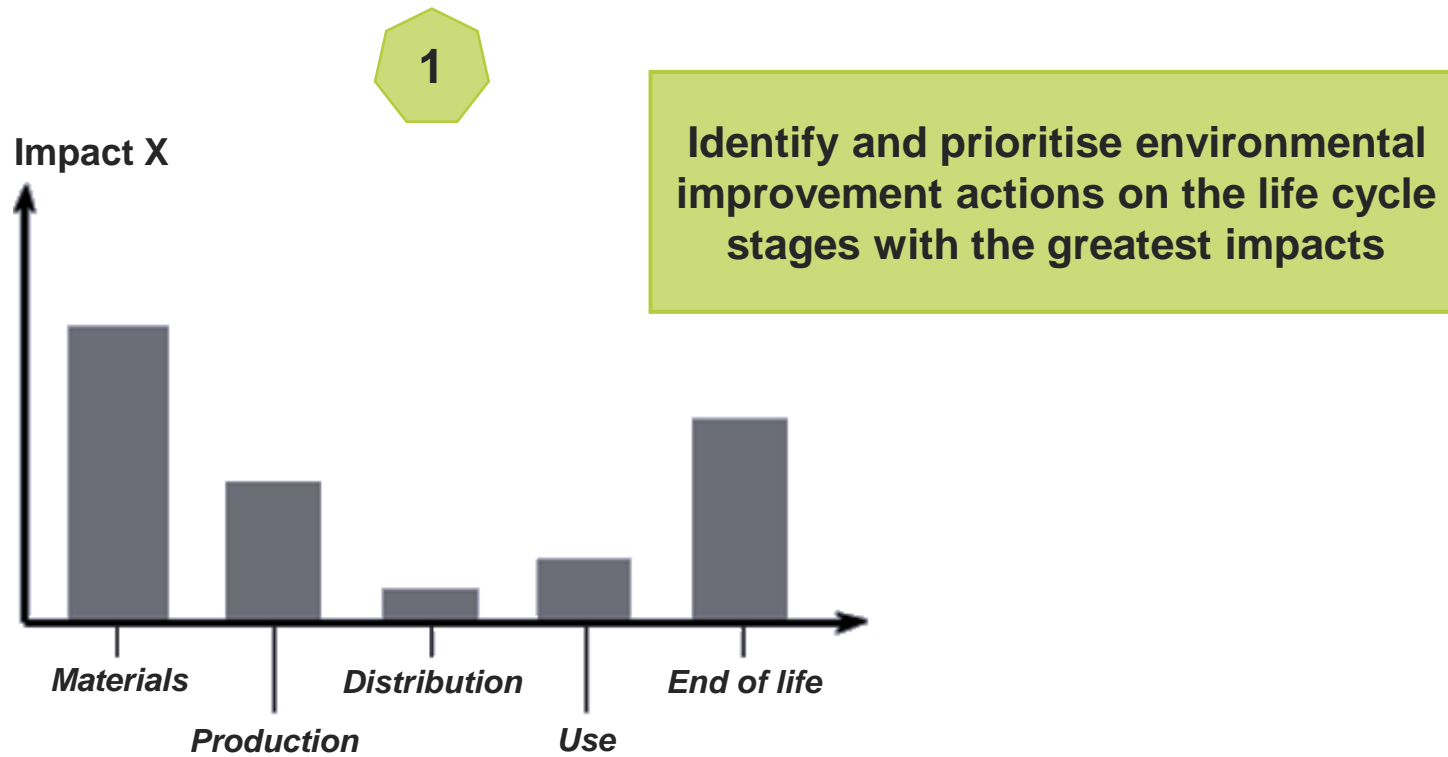 1
Identify and prioritise environmental
improvement actions on the life cycle
stages with the greatest impacts
Impact X
Materials
Production
Distribution
Use
End of life